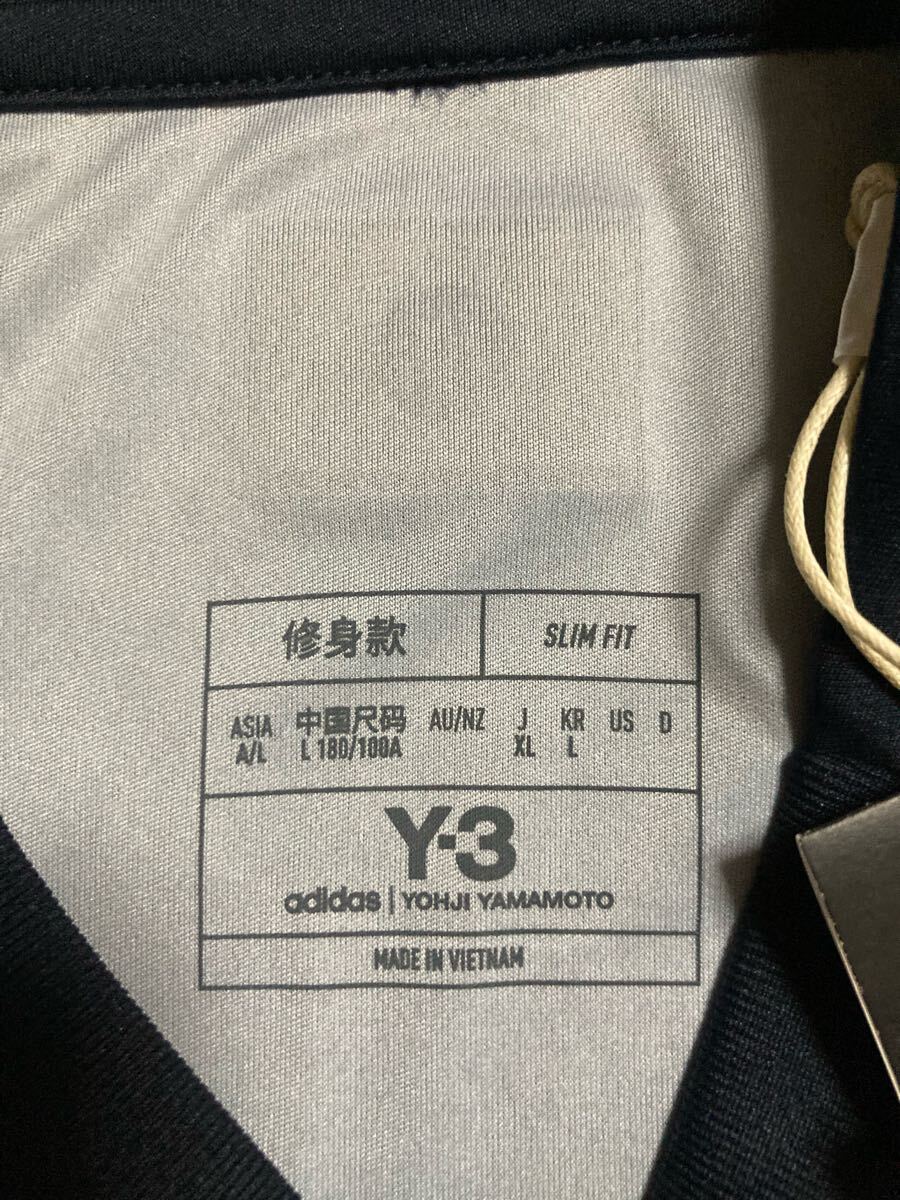 修身款 SLIM FIT
ASIA 中国尺码 AU/NZ J KR US D
A/L L 180/100A XL L
Y-3
adidas | YOHJI YAMAMOTO
MADE IN VIETNAM